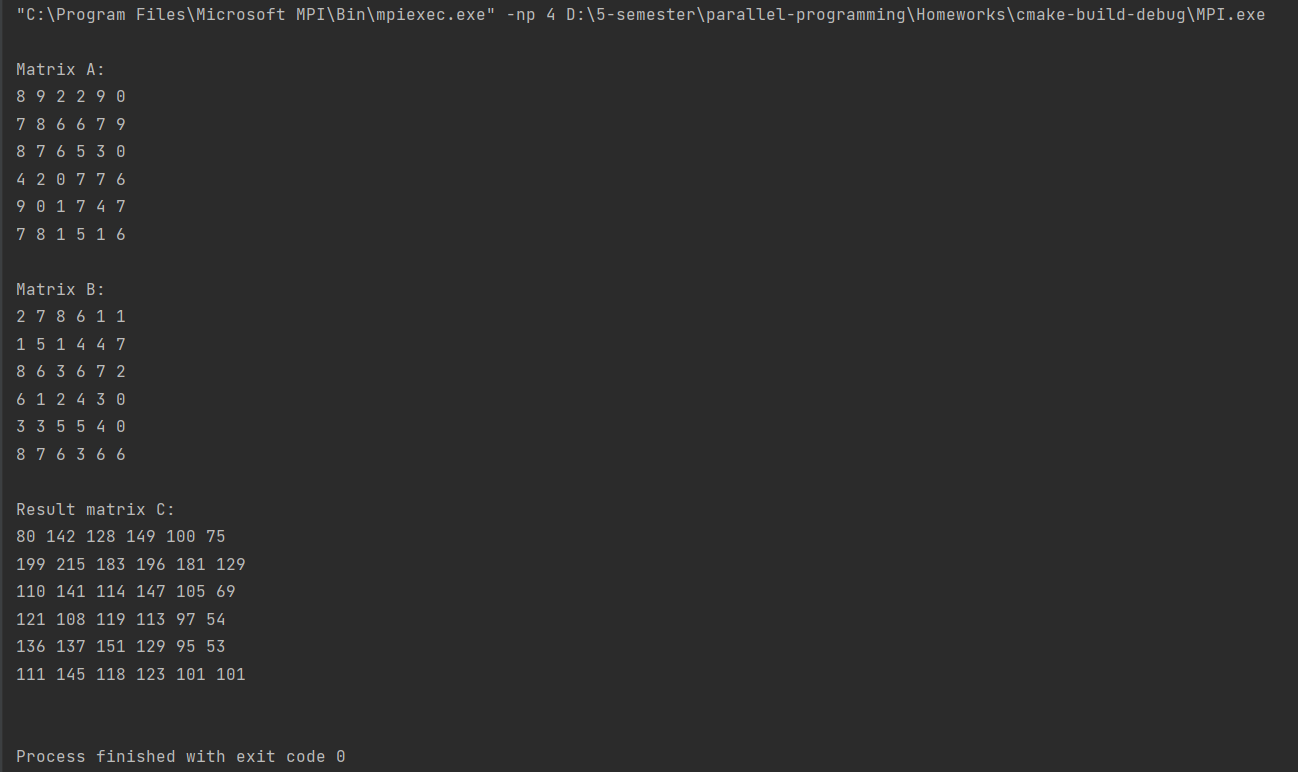 "C:\Program Files\Microsoft MPI\Bin\mpiexec.exe" -np 4 D:\5-semester\parallel-programming\Homeworks\cmake-build-debug\MPI.exe
Matrix A:
8 9 2 2 9 0
7 8 6 6 7 9
8 7 6 5 3 0
4 2 0 7 7 6
9 0 1 7 4 7
7 8 1 5 1 6
Matrix B:
2 7 8 6 1 1
1 5 1 4 4 7
8 6 3 6 7 2
6 1 2 4 3 0
3 3 5 5 4 0
8 7 6 3 6 6
Result matrix C:
80 142 128 149 100 75
199 215 183 196 181 129
110 141 114 147 105 69
121 108 119 113 97 54
136 137 151 129 95 53
111 145 118 123 101 101
Process finished with exit code 0